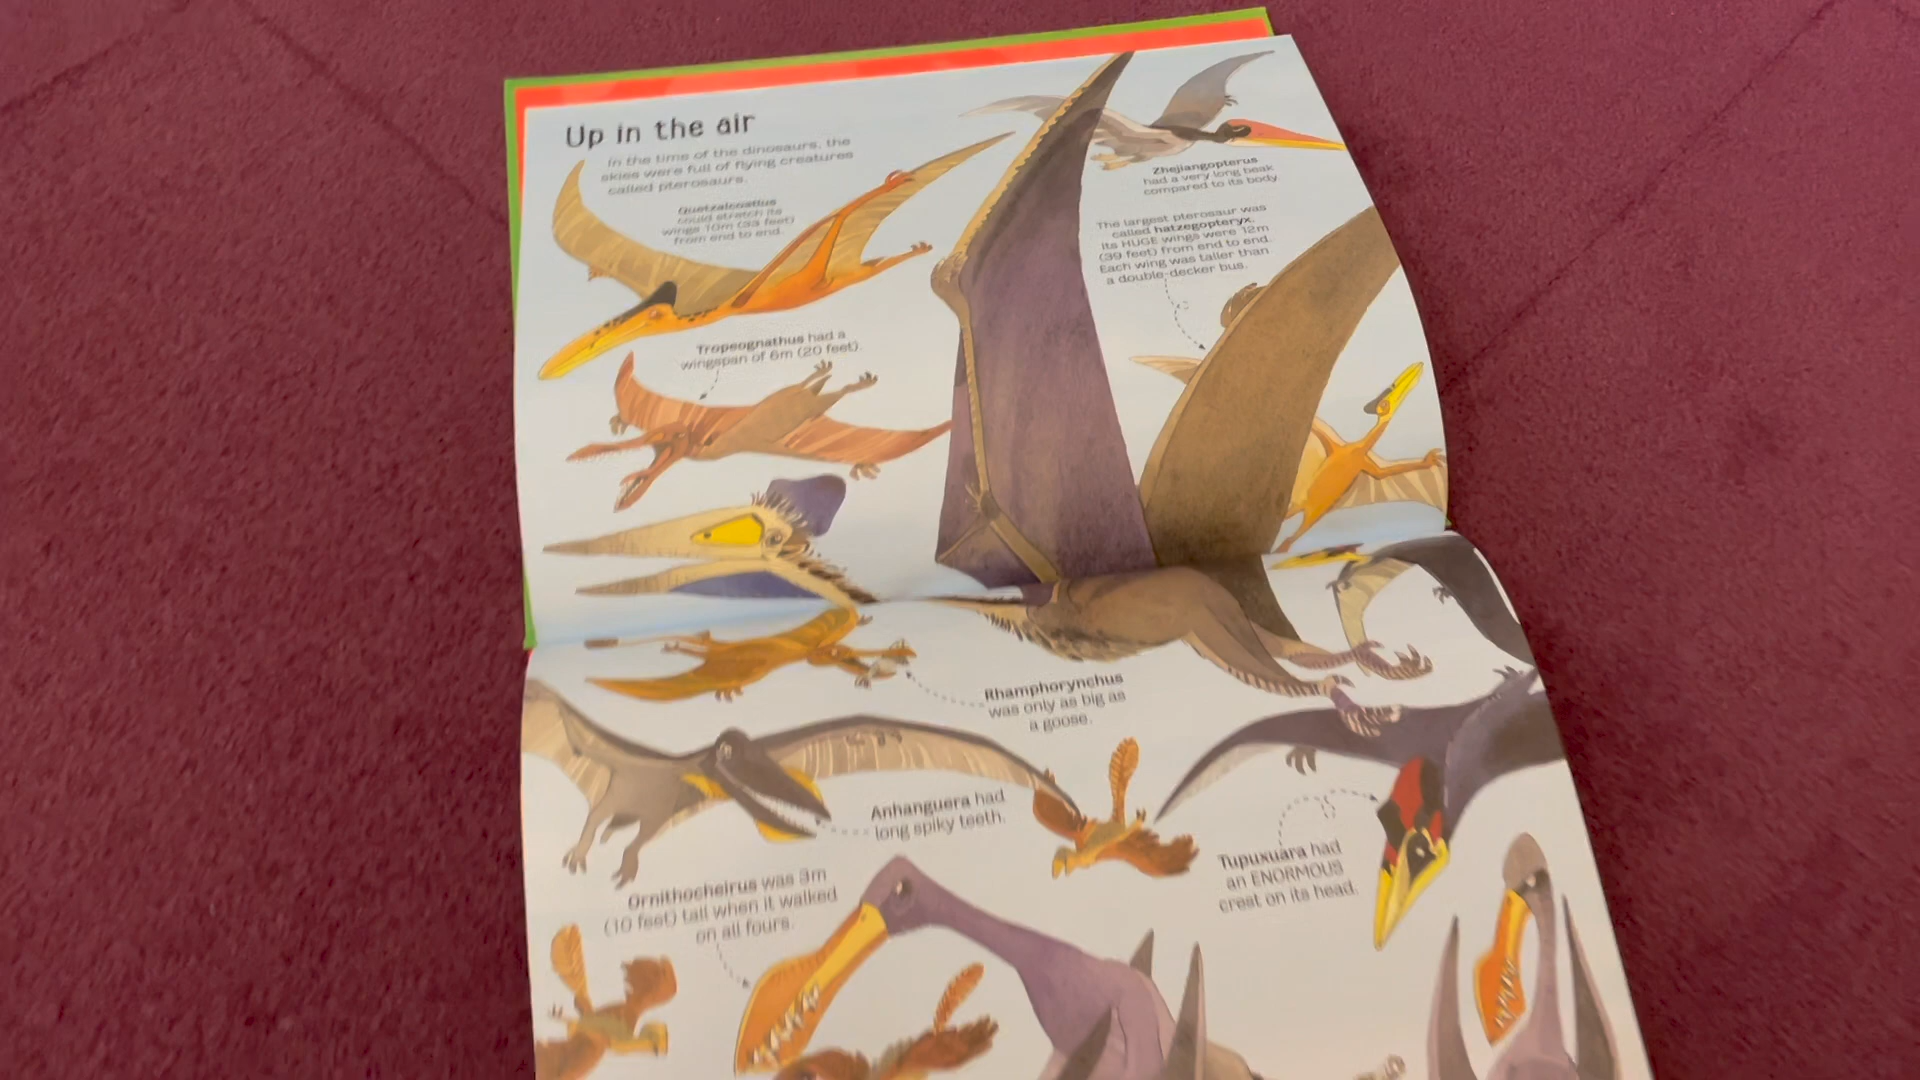 Up in the air
In the time of the dinosaurs, the
skies were full of flying creatures
called pterosaurs.
Quetzalcoatlus
could stretch its
wings 10m (33 feet)
from end to end.
Zhejiangopterus
had a very long beak
compared to its body.
The largest pterosaur was
called hatzegopteryx.
Its HUGE wings were 12m
(39 feet) from end to end.
Each wing was taller than
a double-decker bus.
Tropeognathus had a
wingspan of 6m (20 feet).
Rhamphorynchus
was only as big as
a goose.
Anhanguera had
long spiky teeth.
Tupuxuara had
an ENORMOUS
crest on its head.
Ornithocheirus was 3m
(10 feet) tall when it walked
on all fours.